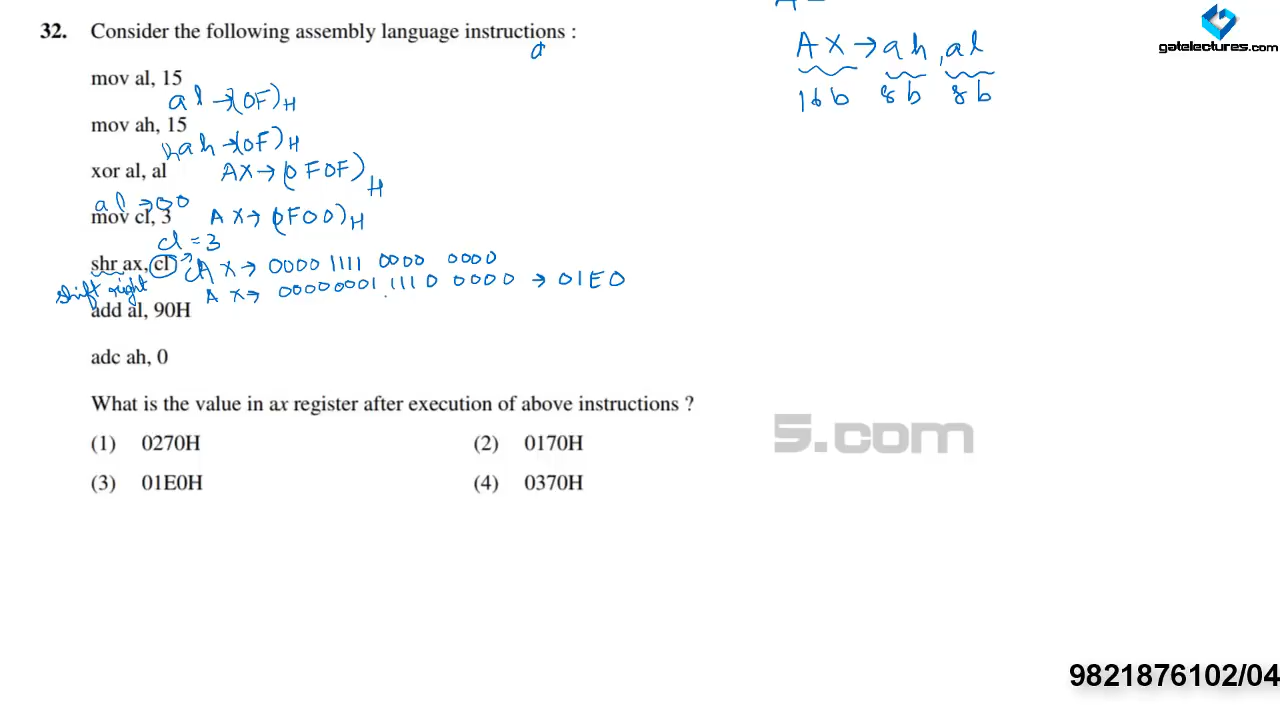 32. Consider the following assembly language instructions :
AX → ah, al
16b 8b 8b
gatelectures.com
mov al, 15
al → (0F)H
mov ah, 15
ah → (0F)H
xor al, al
AX → (0F0F)H
al → 00
mov cl, 3
AX → (0F00)H
cl = 3
shr ax, cl
AX → 0000 1111 0000 0000
shift right
AX → 00000001 1110 0000 → 01E0
add al, 90H
adc ah, 0
What is the value in ax register after execution of above instructions ?
(1) 0270H (2) 0170H
5.com
(3) 01E0H (4) 0370H
9821876102/04